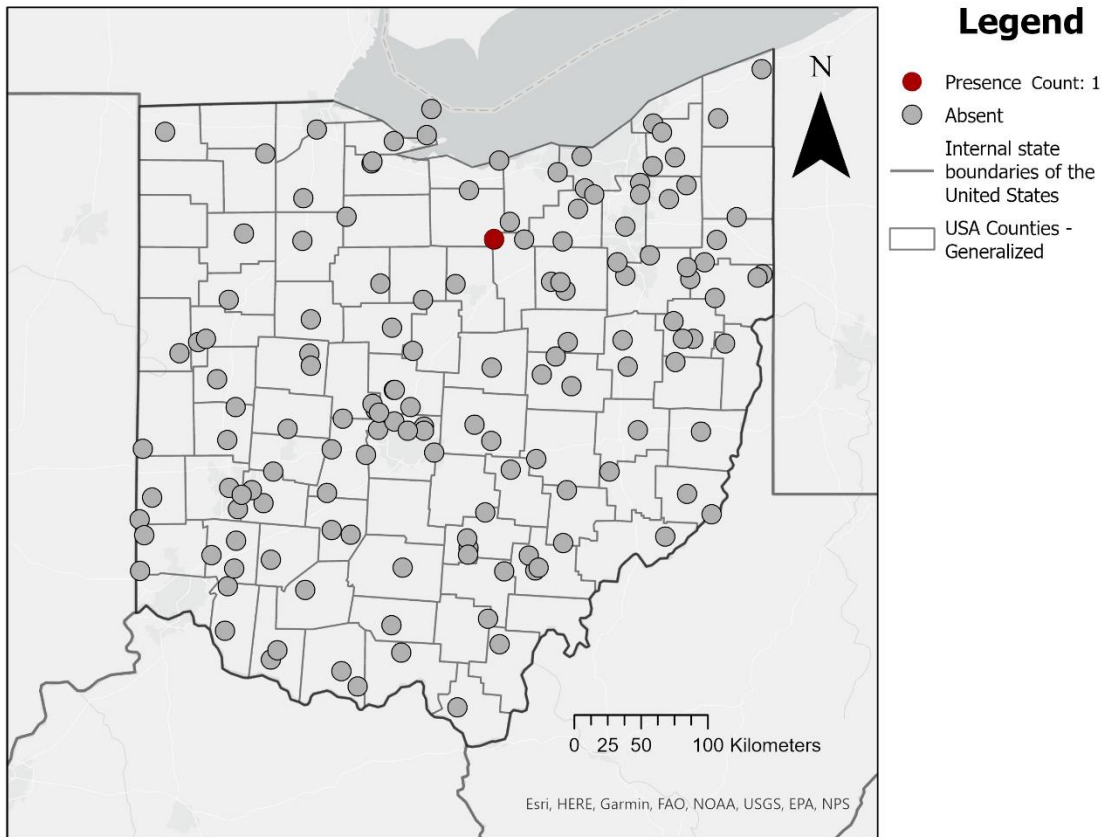 Legend
N
Presence Count: 1
Absent
Internal state
boundaries of the
United States
USA Counties -
Generalized
0 25 50 100 Kilometers
Esri, HERE, Garmin, FAO, NOAA, USGS, EPA, NPS